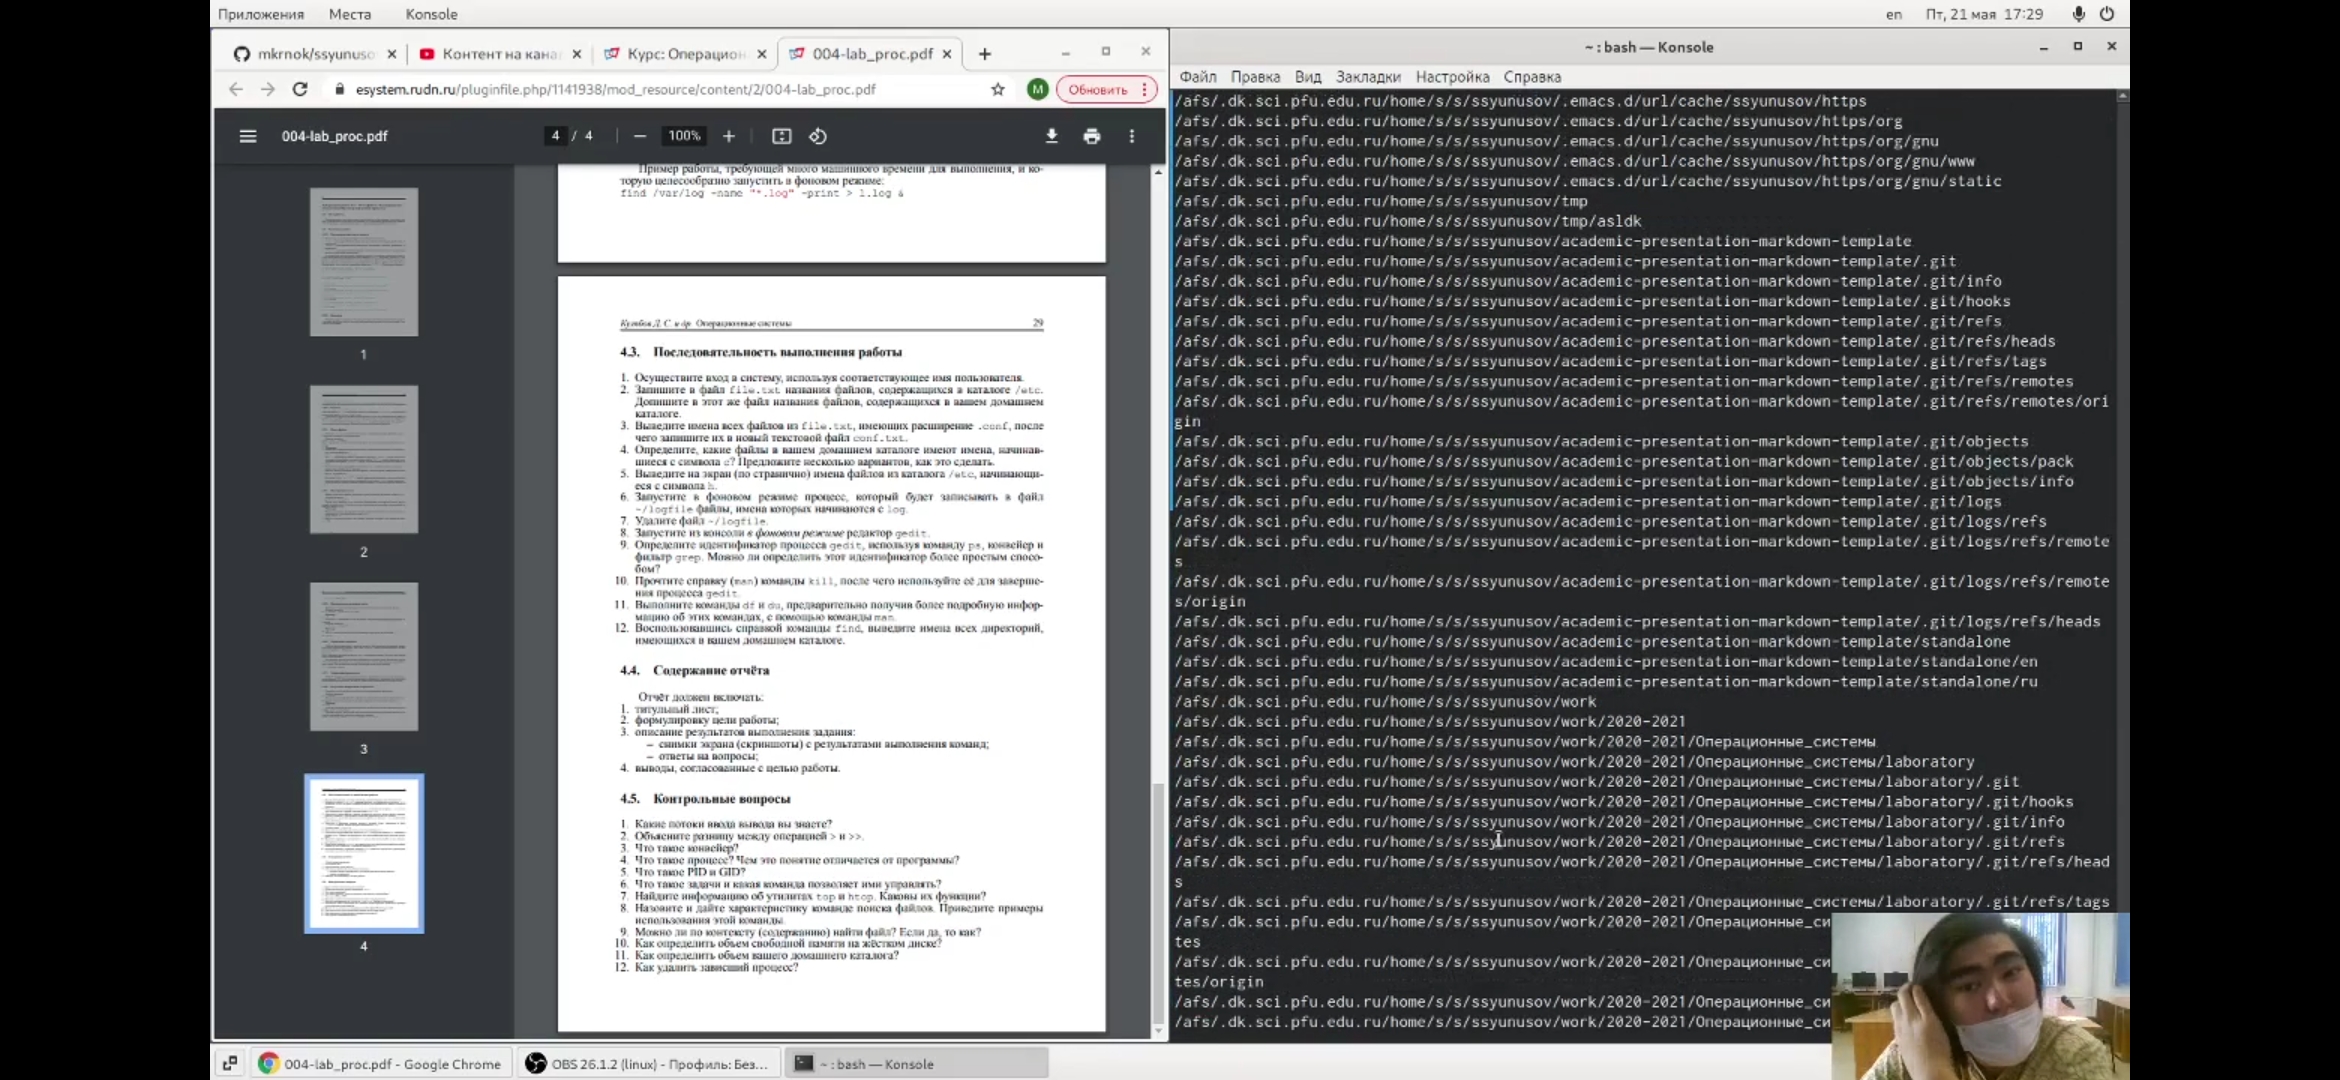 Приложения Места Konsole en Пт, 21 мая 17:29
mkrnok/ssyunuso Контент на кана Курс: Операцион 004-lab_proc.pdf
esystem.rudn.ru/pluginfile.php/1141938/mod_resource/content/2/004-lab_proc.pdf M Обновить
004-lab_proc.pdf 4 / 4 100%
1
2
3
4
Пример работы, требующей много машинного времени для выполнения, и ко-
торую целесообразно запустить в фоновом режиме:
find /var/log -name "*.log" -print > l.log &
Кулябов Д. С. и др. Операционные системы 29
4.3. Последовательность выполнения работы
1. Осуществите вход в систему, используя соответствующее имя пользователя.
2. Запишите в файл file.txt названия файлов, содержащихся в каталоге /etc.
Допишите в этот же файл названия файлов, содержащихся в вашем домашнем
каталоге.
3. Выведите имена всех файлов из file.txt, имеющих расширение .conf, после
чего запишите их в новый текстовой файл conf.txt.
4. Определите, какие файлы в вашем домашнем каталоге имеют имена, начинав-
шиеся с символа c? Предложите несколько вариантов, как это сделать.
5. Выведите на экран (по странично) имена файлов из каталога /etc, начинающи-
еся с символа h.
6. Запустите в фоновом режиме процесс, который будет записывать в файл
~/logfile файлы, имена которых начинаются с log.
7. Удалите файл ~/logfile.
8. Запустите из консоли в фоновом режиме редактор gedit.
9. Определите идентификатор процесса gedit, используя команду ps, конвейер и
фильтр grep. Можно ли определить этот идентификатор более простым спосо-
бом?
10. Прочтите справку (man) команды kill, после чего используйте её для заверше-
ния процесса gedit.
11. Выполните команды df и du, предварительно получив более подробную инфор-
мацию об этих командах, с помощью команды man.
12. Воспользовавшись справкой команды find, выведите имена всех директорий,
имеющихся в вашем домашнем каталоге.
4.4. Содержание отчёта
Отчёт должен включать:
1. титульный лист;
2. формулировку цели работы;
3. описание результатов выполнения задания:
– снимки экрана (скриншоты) с результатами выполнения команд;
– ответы на вопросы;
4. выводы, согласованные с целью работы.
4.5. Контрольные вопросы
1. Какие потоки ввода вывода вы знаете?
2. Объясните разницу между операцией > и >>.
3. Что такое конвейер?
4. Что такое процесс? Чем это понятие отличается от программы?
5. Что такое PID и GID?
6. Что такое задачи и какая команда позволяет ими управлять?
7. Найдите информацию об утилитах top и htop. Каковы их функции?
8. Назовите и дайте характеристику команде поиска файлов. Приведите примеры
использования этой команды.
9. Можно ли по контексту (содержанию) найти файл? Если да, то как?
10. Как определить объем свободной памяти на жёстком диске?
11. Как определить объем вашего домашнего каталога?
12. Как удалить зависший процесс?
~ : bash — Konsole
Файл Правка Вид Закладки Настройка Справка
/afs/.dk.sci.pfu.edu.ru/home/s/s/ssyunusov/.emacs.d/url/cache/ssyunusov/https
/afs/.dk.sci.pfu.edu.ru/home/s/s/ssyunusov/.emacs.d/url/cache/ssyunusov/https/org
/afs/.dk.sci.pfu.edu.ru/home/s/s/ssyunusov/.emacs.d/url/cache/ssyunusov/https/org/gnu
/afs/.dk.sci.pfu.edu.ru/home/s/s/ssyunusov/.emacs.d/url/cache/ssyunusov/https/org/gnu/www
/afs/.dk.sci.pfu.edu.ru/home/s/s/ssyunusov/.emacs.d/url/cache/ssyunusov/https/org/gnu/static
/afs/.dk.sci.pfu.edu.ru/home/s/s/ssyunusov/tmp
/afs/.dk.sci.pfu.edu.ru/home/s/s/ssyunusov/tmp/asldk
/afs/.dk.sci.pfu.edu.ru/home/s/s/ssyunusov/academic-presentation-markdown-template
/afs/.dk.sci.pfu.edu.ru/home/s/s/ssyunusov/academic-presentation-markdown-template/.git
/afs/.dk.sci.pfu.edu.ru/home/s/s/ssyunusov/academic-presentation-markdown-template/.git/info
/afs/.dk.sci.pfu.edu.ru/home/s/s/ssyunusov/academic-presentation-markdown-template/.git/hooks
/afs/.dk.sci.pfu.edu.ru/home/s/s/ssyunusov/academic-presentation-markdown-template/.git/refs
/afs/.dk.sci.pfu.edu.ru/home/s/s/ssyunusov/academic-presentation-markdown-template/.git/refs/heads
/afs/.dk.sci.pfu.edu.ru/home/s/s/ssyunusov/academic-presentation-markdown-template/.git/refs/tags
/afs/.dk.sci.pfu.edu.ru/home/s/s/ssyunusov/academic-presentation-markdown-template/.git/refs/remotes
/afs/.dk.sci.pfu.edu.ru/home/s/s/ssyunusov/academic-presentation-markdown-template/.git/refs/remotes/ori
gin
/afs/.dk.sci.pfu.edu.ru/home/s/s/ssyunusov/academic-presentation-markdown-template/.git/objects
/afs/.dk.sci.pfu.edu.ru/home/s/s/ssyunusov/academic-presentation-markdown-template/.git/objects/pack
/afs/.dk.sci.pfu.edu.ru/home/s/s/ssyunusov/academic-presentation-markdown-template/.git/objects/info
/afs/.dk.sci.pfu.edu.ru/home/s/s/ssyunusov/academic-presentation-markdown-template/.git/logs
/afs/.dk.sci.pfu.edu.ru/home/s/s/ssyunusov/academic-presentation-markdown-template/.git/logs/refs
/afs/.dk.sci.pfu.edu.ru/home/s/s/ssyunusov/academic-presentation-markdown-template/.git/logs/refs/remote
s
/afs/.dk.sci.pfu.edu.ru/home/s/s/ssyunusov/academic-presentation-markdown-template/.git/logs/refs/remote
s/origin
/afs/.dk.sci.pfu.edu.ru/home/s/s/ssyunusov/academic-presentation-markdown-template/.git/logs/refs/heads
/afs/.dk.sci.pfu.edu.ru/home/s/s/ssyunusov/academic-presentation-markdown-template/standalone
/afs/.dk.sci.pfu.edu.ru/home/s/s/ssyunusov/academic-presentation-markdown-template/standalone/en
/afs/.dk.sci.pfu.edu.ru/home/s/s/ssyunusov/academic-presentation-markdown-template/standalone/ru
/afs/.dk.sci.pfu.edu.ru/home/s/s/ssyunusov/work
/afs/.dk.sci.pfu.edu.ru/home/s/s/ssyunusov/work/2020-2021
/afs/.dk.sci.pfu.edu.ru/home/s/s/ssyunusov/work/2020-2021/Операционные_системы
/afs/.dk.sci.pfu.edu.ru/home/s/s/ssyunusov/work/2020-2021/Операционные_системы/laboratory
/afs/.dk.sci.pfu.edu.ru/home/s/s/ssyunusov/work/2020-2021/Операционные_системы/laboratory/.git
/afs/.dk.sci.pfu.edu.ru/home/s/s/ssyunusov/work/2020-2021/Операционные_системы/laboratory/.git/hooks
/afs/.dk.sci.pfu.edu.ru/home/s/s/ssyunusov/work/2020-2021/Операционные_системы/laboratory/.git/info
/afs/.dk.sci.pfu.edu.ru/home/s/s/ssyunusov/work/2020-2021/Операционные_системы/laboratory/.git/refs
/afs/.dk.sci.pfu.edu.ru/home/s/s/ssyunusov/work/2020-2021/Операционные_системы/laboratory/.git/refs/head
s
/afs/.dk.sci.pfu.edu.ru/home/s/s/ssyunusov/work/2020-2021/Операционные_системы/laboratory/.git/refs/tags
/afs/.dk.sci.pfu.edu.ru/home/s/s/ssyunusov/work/2020-2021/Операционные_си
tes
/afs/.dk.sci.pfu.edu.ru/home/s/s/ssyunusov/work/2020-2021/Операционные_си
tes/origin
/afs/.dk.sci.pfu.edu.ru/home/s/s/ssyunusov/work/2020-2021/Операционные_си
/afs/.dk.sci.pfu.edu.ru/home/s/s/ssyunusov/work/2020-2021/Операционные_си
004-lab_proc.pdf - Google Chrome OBS 26.1.2 (linux) - Профиль: Без... ~ : bash — Konsole